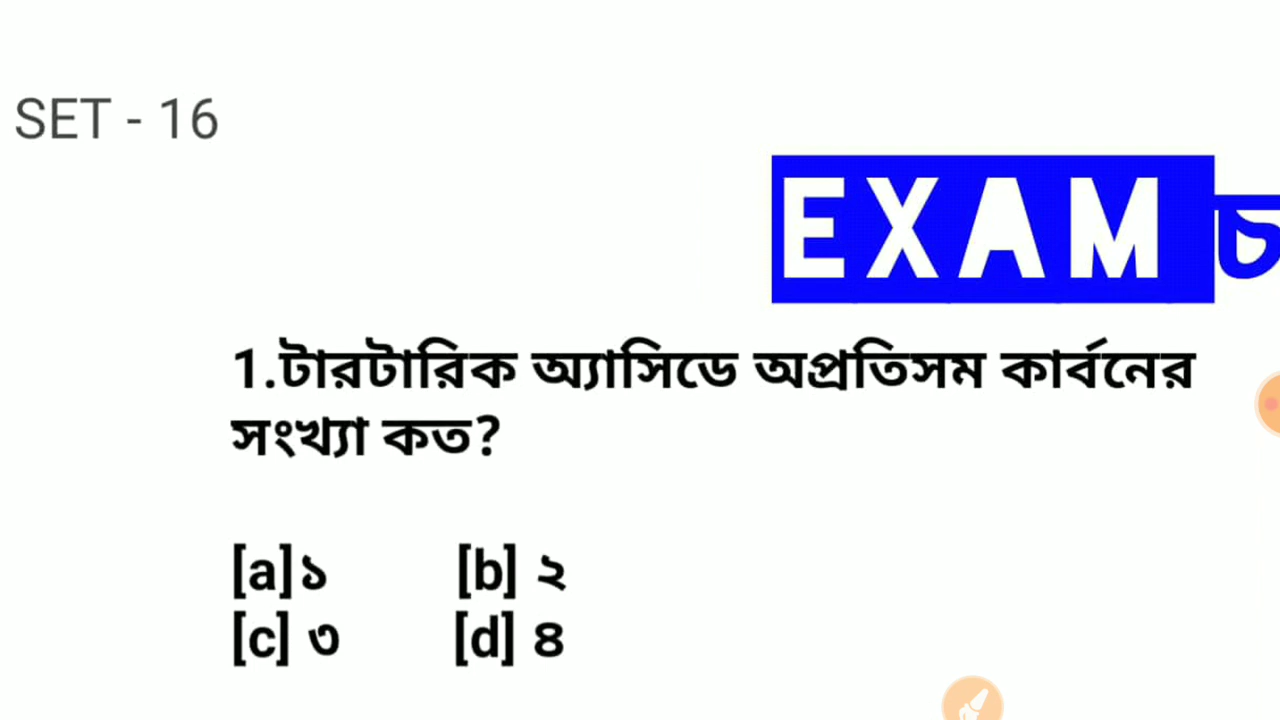 SET - 16
EXAM চ
1.টারটারিক অ্যাসিডে অপ্রতিসম কার্বনের
সংখ্যা কত?
[a]১ [b] ২
[c] ৩ [d] ৪